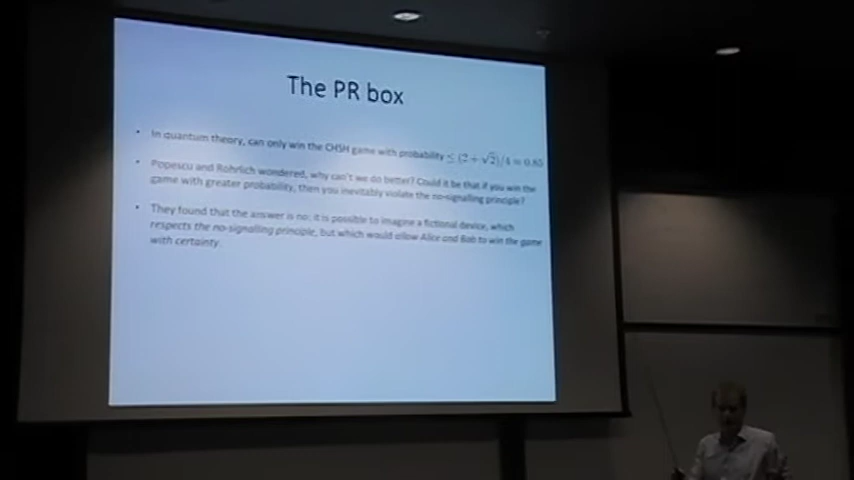 The PR box
• In quantum theory, can only win the CHSH game with probability ≤ (2 + √2)/4 ≈ 0.85
• Popescu and Rohrlich wondered, why can't we do better? Could it be that if you win the
game with greater probability, then you inevitably violate the no-signalling principle?
• They found that the answer is no: it is possible to imagine a fictional device, which
respects the no-signalling principle, but which would allow Alice and Bob to win the game
with certainty.